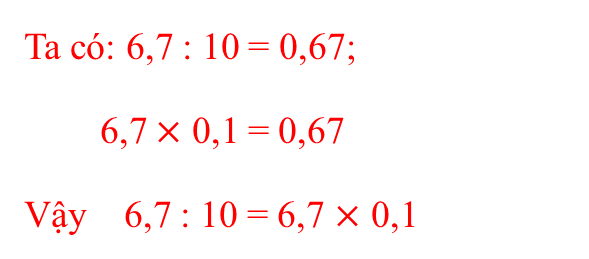 Ta có: 6,7 : 10 = 0,67;
6,7 × 0,1 = 0,67
Vậy 6,7 : 10 = 6,7 × 0,1